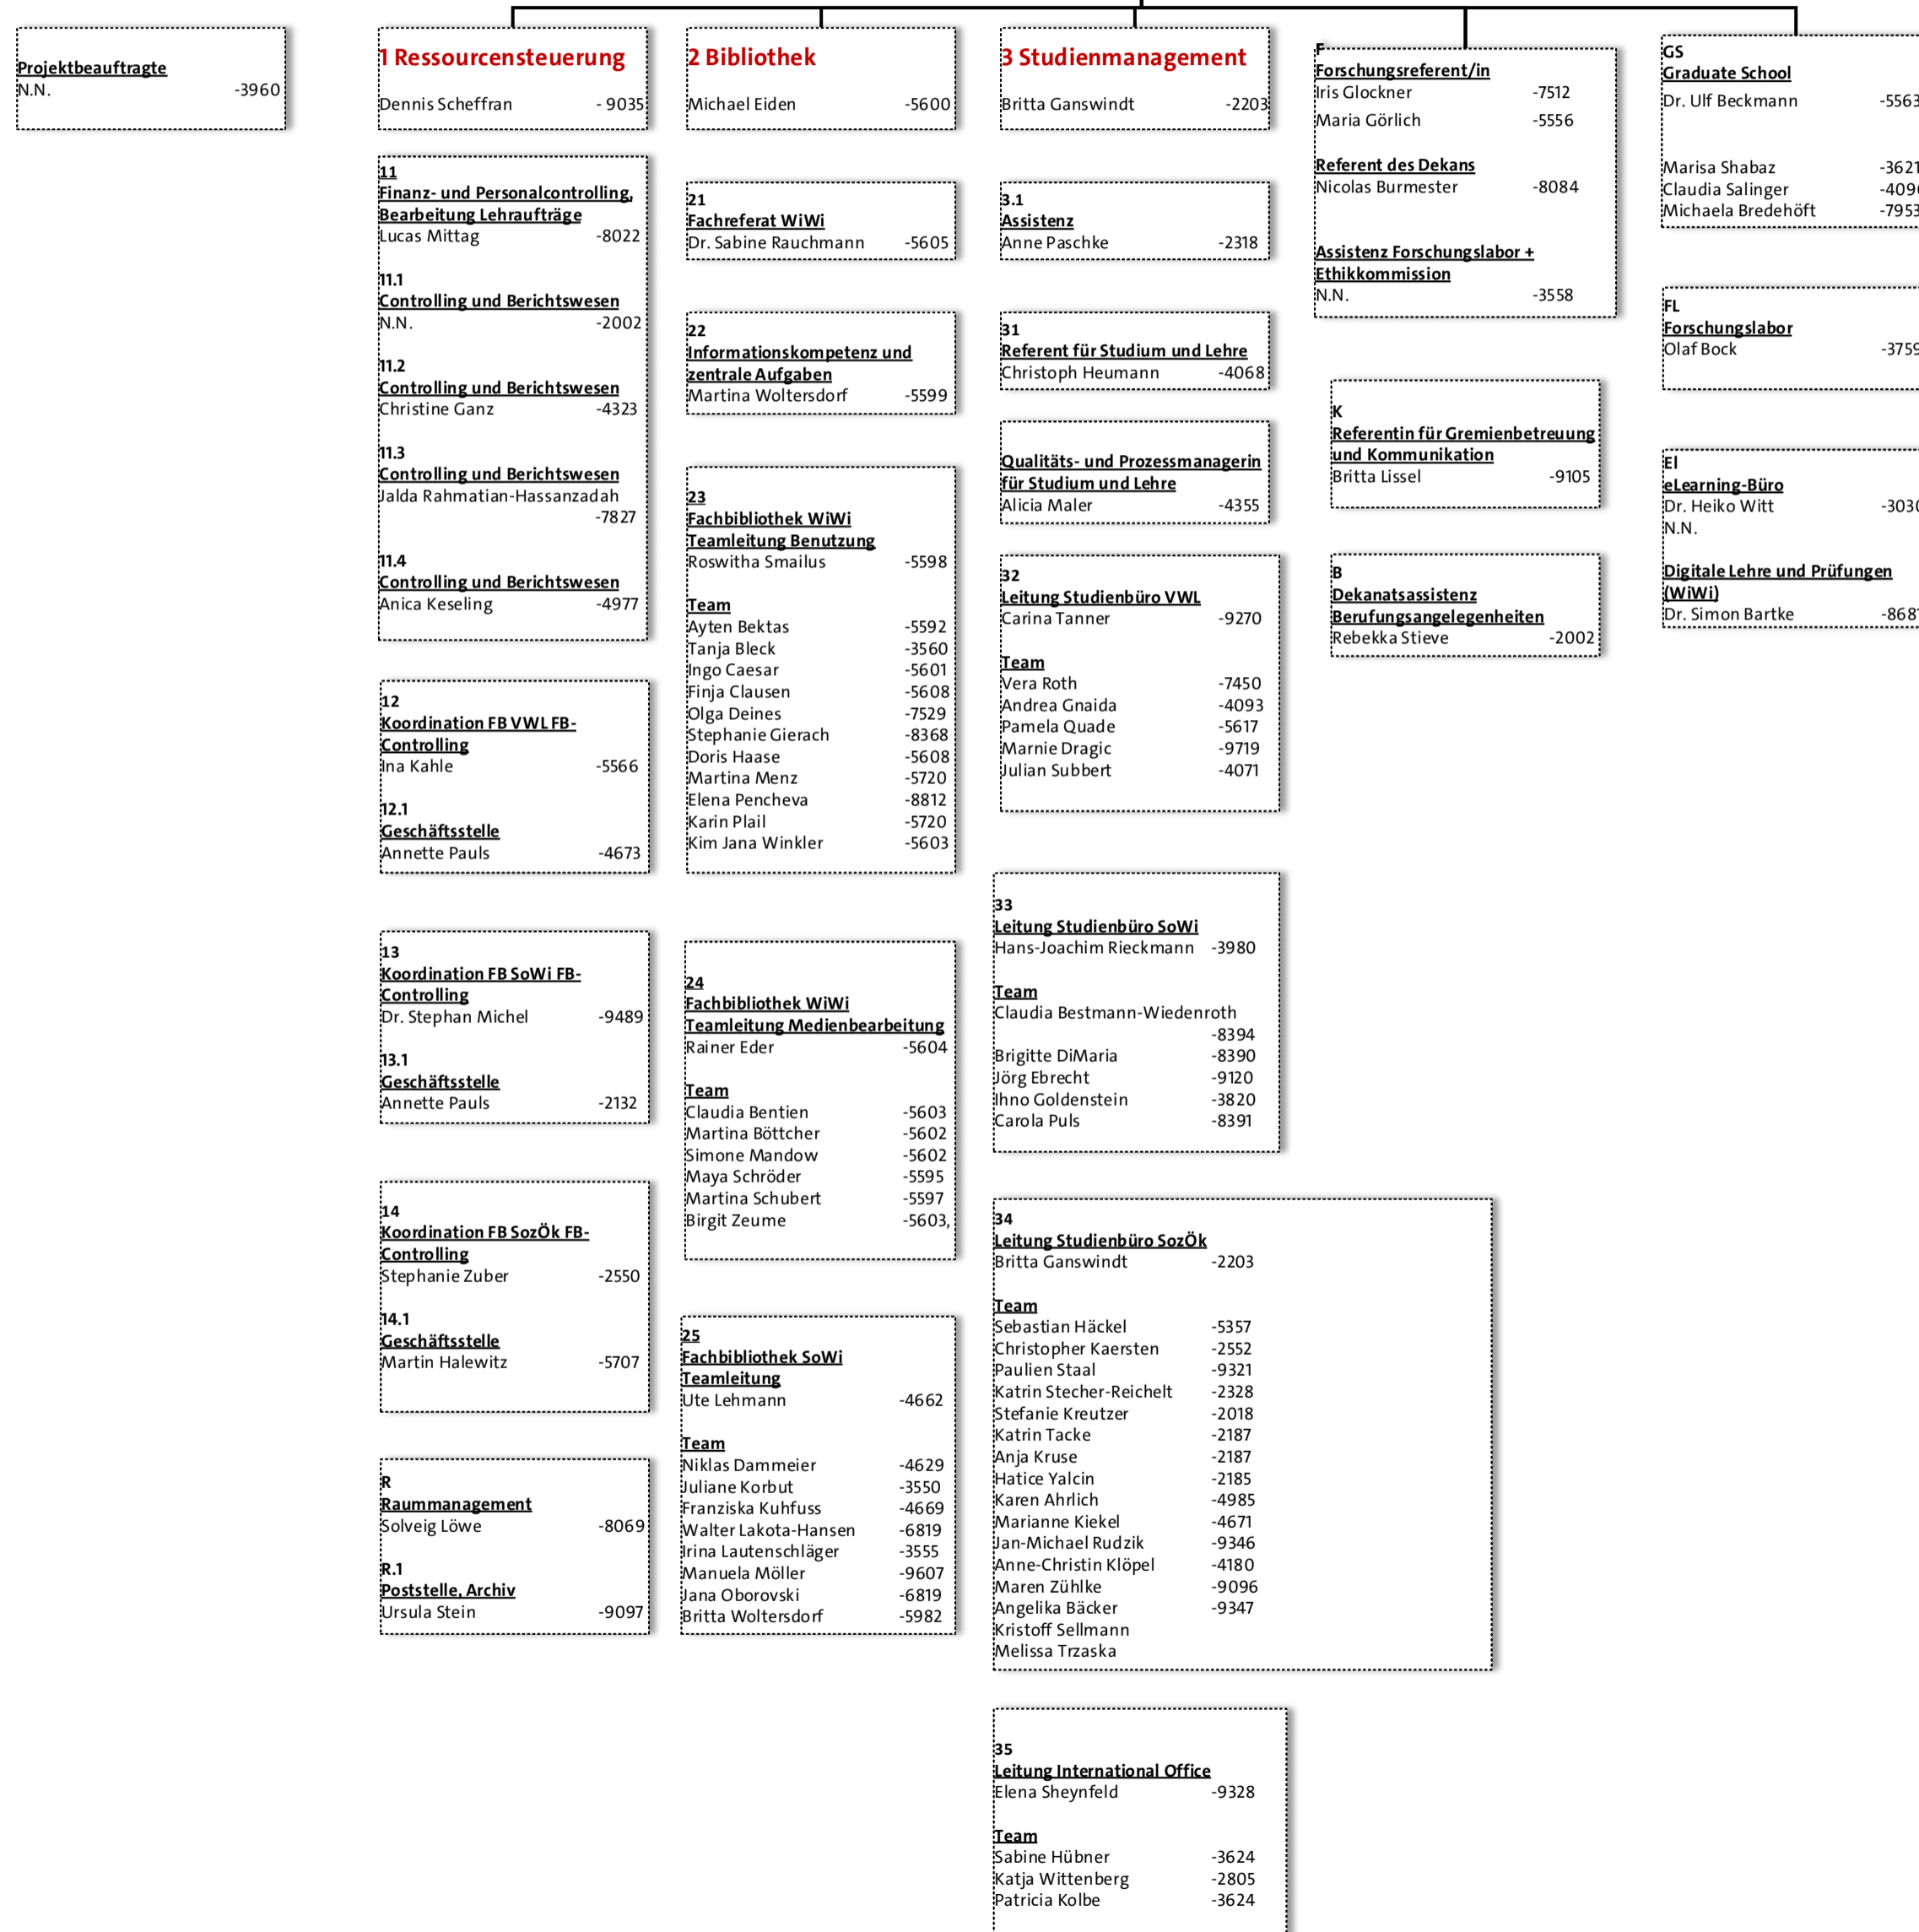 Projektbeauftragte
N.N. -3960
1 Ressourcensteuerung
Dennis Scheffran - 9035
11
Finanz- und Personalcontrolling,
Bearbeitung Lehraufträge
Lucas Mittag -8022
11.1
Controlling und Berichtswesen
N.N. -2002
11.2
Controlling und Berichtswesen
Christine Ganz -4323
11.3
Controlling und Berichtswesen
Jalda Rahmatian-Hassanzadah
-7827
11.4
Controlling und Berichtswesen
Anica Keseling -4977
12
Koordination FB VWL FB-
Controlling
Ina Kahle -5566
12.1
Geschäftsstelle
Annette Pauls -4673
13
Koordination FB SoWi FB-
Controlling
Dr. Stephan Michel -9489
13.1
Geschäftsstelle
Annette Pauls -2132
14
Koordination FB SozÖk FB-
Controlling
Stephanie Zuber -2550
14.1
Geschäftsstelle
Martin Halewitz -5707
R
Raummanagement
Solveig Löwe -8069
R.1
Poststelle, Archiv
Ursula Stein -9097
2 Bibliothek
Michael Eiden -5600
21
Fachreferat WiWi
Dr. Sabine Rauchmann -5605
22
Informationskompetenz und
zentrale Aufgaben
Martina Woltersdorf -5599
23
Fachbibliothek WiWi
Teamleitung Benutzung
Roswitha Smailus -5598
Team
Ayten Bektas -5592
Tanja Bleck -3560
Ingo Caesar -5601
Finja Clausen -5608
Olga Deines -7529
Stephanie Gierach -8368
Doris Haase -5608
Martina Menz -5720
Elena Pencheva -8812
Karin Plail -5720
Kim Jana Winkler -5603
24
Fachbibliothek WiWi
Teamleitung Medienbearbeitung
Rainer Eder -5604
Team
Claudia Bentien -5603
Martina Böttcher -5602
Simone Mandow -5602
Maya Schröder -5595
Martina Schubert -5597
Birgit Zeume -5603,
25
Fachbibliothek SoWi
Teamleitung
Ute Lehmann -4662
Team
Niklas Dammeier -4629
Juliane Korbut -3550
Franziska Kuhfuss -4669
Walter Lakota-Hansen -6819
Irina Lautenschläger -3555
Manuela Möller -9607
Jana Oborovski -6819
Britta Woltersdorf -5982
3 Studienmanagement
Britta Ganswindt -2203
3.1
Assistenz
Anne Paschke -2318
31
Referent für Studium und Lehre
Christoph Heumann -4068
Qualitäts- und Prozessmanagerin
für Studium und Lehre
Alicia Maler -4355
32
Leitung Studienbüro VWL
Carina Tanner -9270
Team
Vera Roth -7450
Andrea Gnaida -4093
Pamela Quade -5617
Marnie Dragic -9719
Julian Subbert -4071
33
Leitung Studienbüro SoWi
Hans-Joachim Rieckmann -3980
Team
Claudia Bestmann-Wiedenroth
-8394
Brigitte DiMaria -8390
Jörg Ebrecht -9120
Ihno Goldenstein -3820
Carola Puls -8391
34
Leitung Studienbüro SozÖk
Britta Ganswindt -2203
Team
Sebastian Häckel -5357
Christopher Kaersten -2552
Paulien Staal -9321
Katrin Stecher-Reichelt -2328
Stefanie Kreutzer -2018
Katrin Tacke -2187
Anja Kruse -2187
Hatice Yalcin -2185
Karen Ahrlich -4985
Marianne Kiekel -4671
Jan-Michael Rudzik -9346
Anne-Christin Klöpel -4180
Maren Zühlke -9096
Angelika Bäcker -9347
Kristoff Sellmann
Melissa Trzaska
35
Leitung International Office
Elena Sheynfeld -9328
Team
Sabine Hübner -3624
Katja Wittenberg -2805
Patricia Kolbe -3624
F
Forschungsreferent/in
Iris Glockner -7512
Maria Görlich -5556
Referent des Dekans
Nicolas Burmester -8084
Assistenz Forschungslabor +
Ethikkommission
N.N. -3558
K
Referentin für Gremienbetreuung
und Kommunikation
Britta Lissel -9105
B
Dekanatsassistenz
Berufungsangelegenheiten
Rebekka Stieve -2002
GS
Graduate School
Dr. Ulf Beckmann -5563
Marisa Shabaz -3621
Claudia Salinger
Michaela Bredehöft -7953
FL
Forschungslabor
Olaf Bock -3759
El
eLearning-Büro
Dr. Heiko Witt
N.N.
Digitale Lehre und Prüfungen
(WiWi)
Dr. Simon Bartke